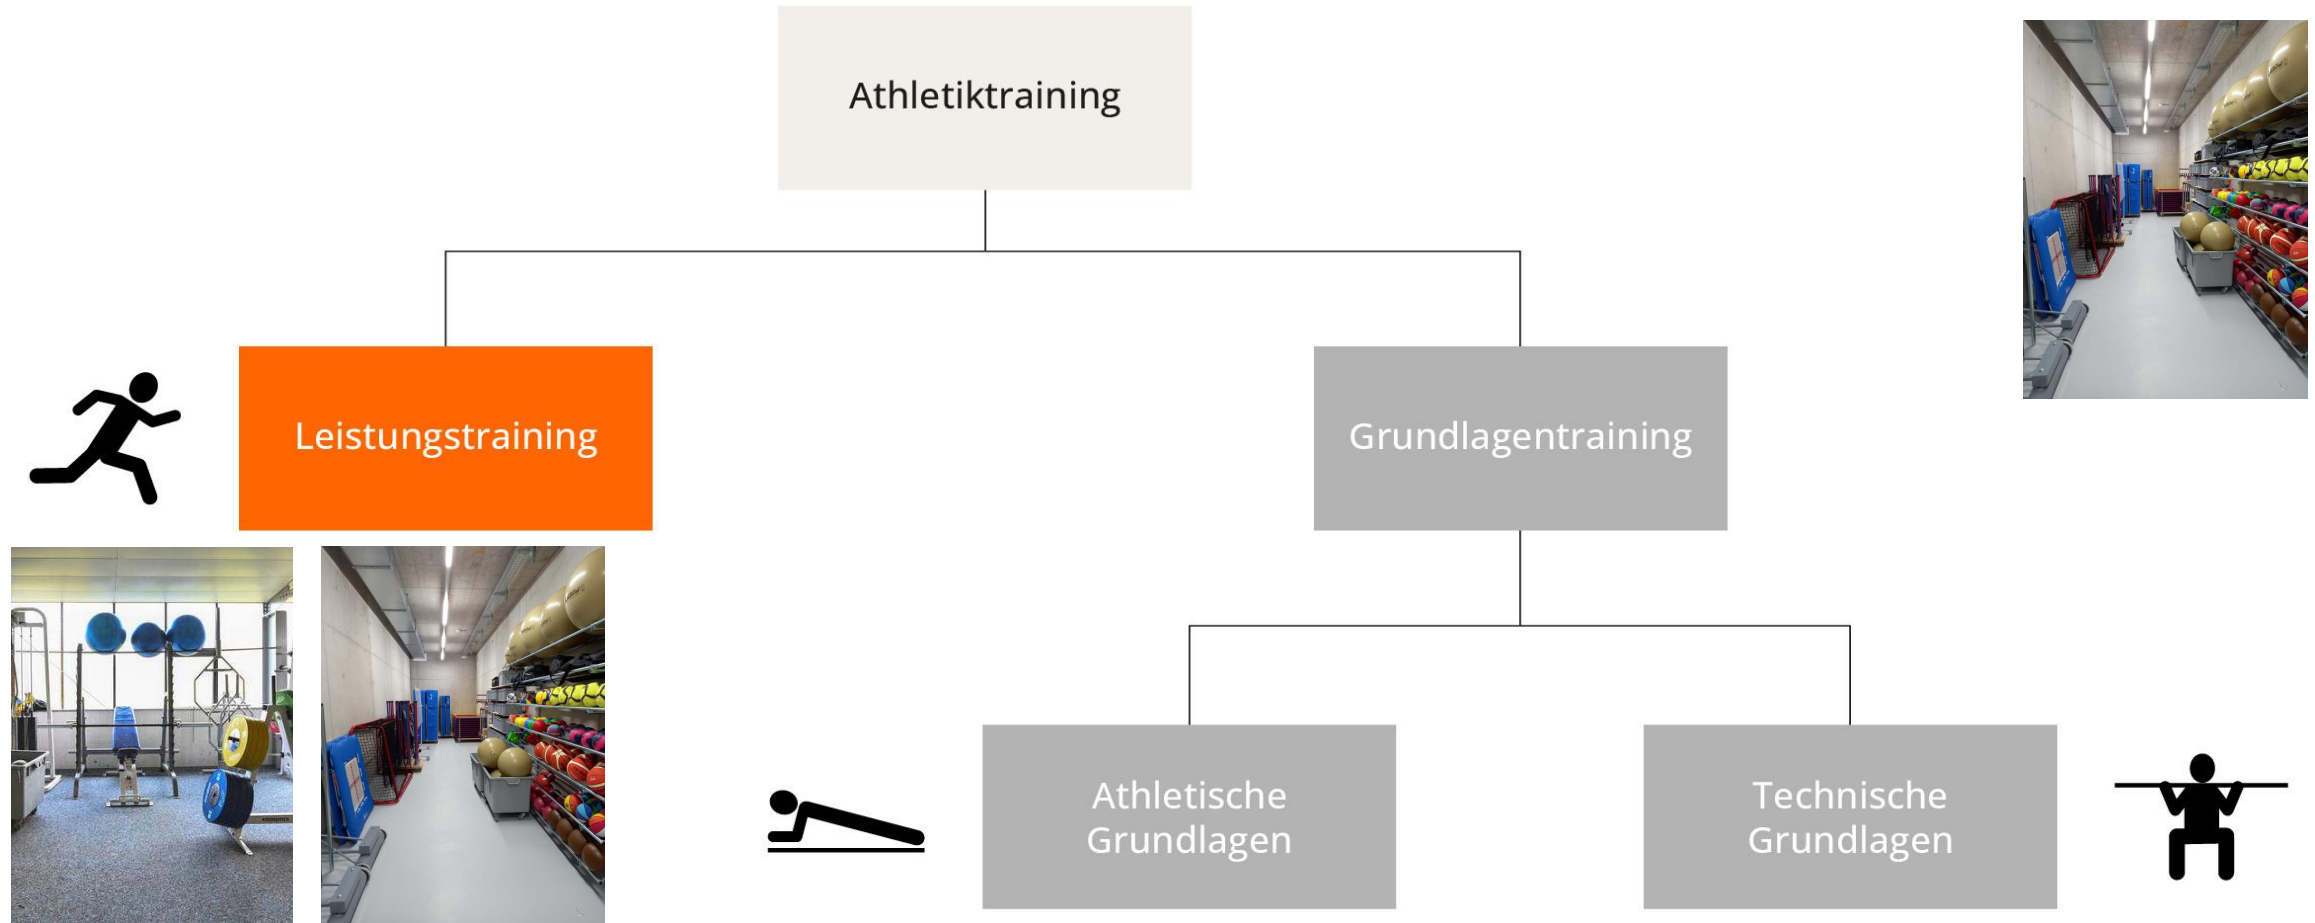 Athletiktraining
Leistungstraining
Grundlagentraining
Athletische
Grundlagen
Technische
Grundlagen